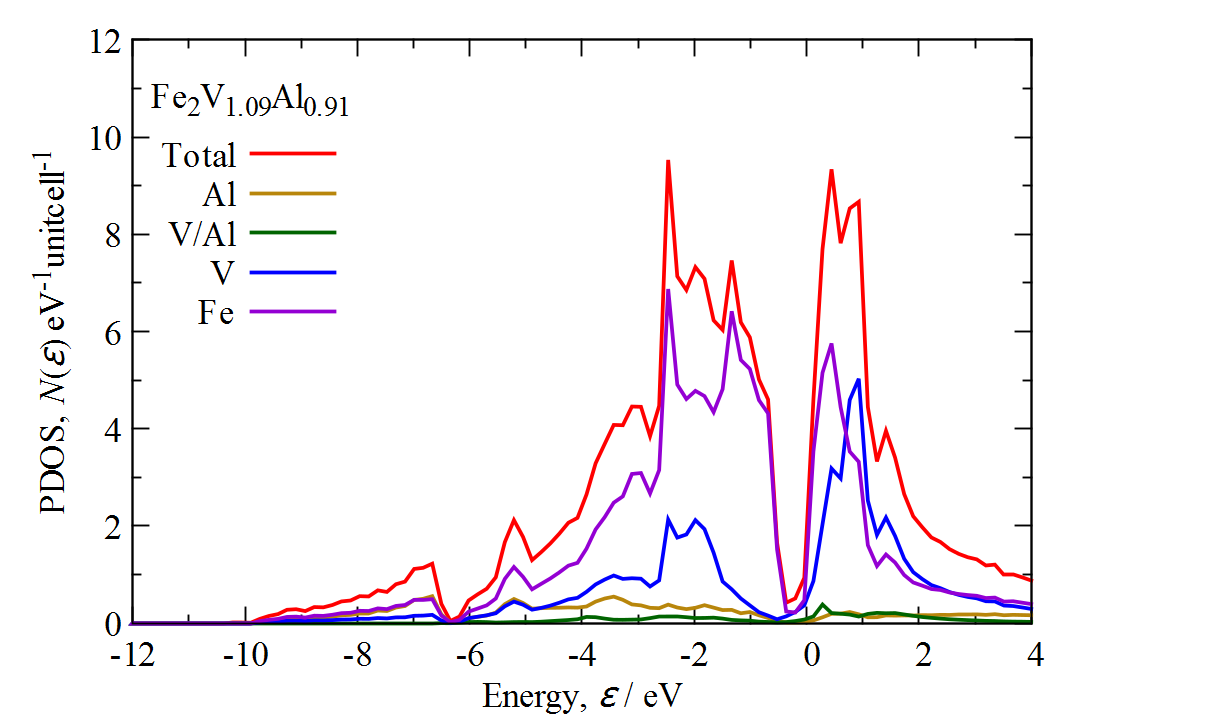 12
10
8
6
4
2
0
PDOS, N(ε) eV⁻¹unitcell⁻¹
Fe₂V₁.₀₉Al₀.₉₁
Total
Al
V/Al
V
Fe
-12 -10 -8 -6 -4 -2 0 2 4
Energy, ε / eV